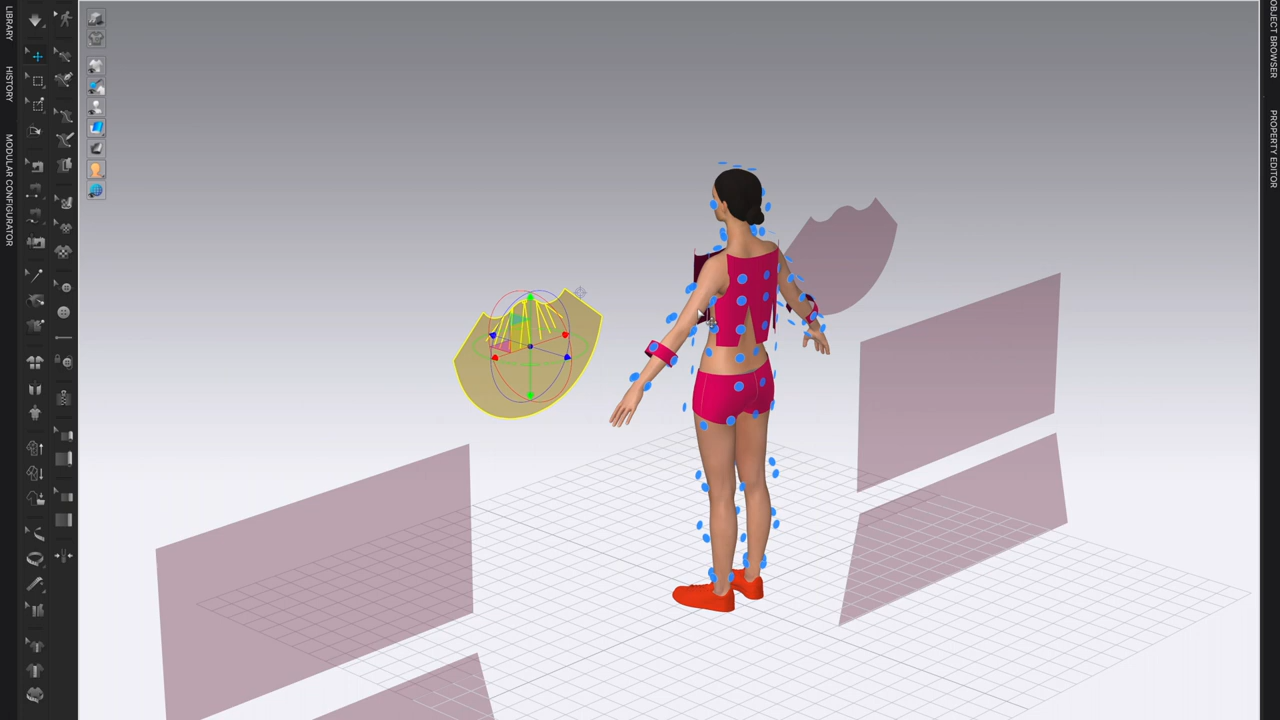 LIBRARY
HISTORY
MODULAR CONFIGURATOR
OBJECT BROWSER
PROPERTY EDITOR